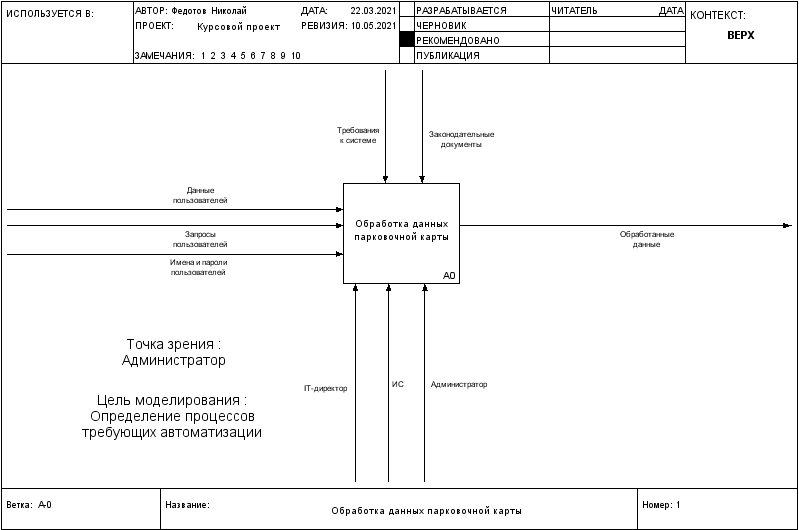 ИСПОЛЬЗУЕТСЯ В:
АВТОР: Федотов Николай
ДАТА: 22.03.2021
ПРОЕКТ: Курсовой проект
РЕВИЗИЯ: 10.05.2021
ЗАМЕЧАНИЯ: 1 2 3 4 5 6 7 8 9 10
РАЗРАБАТЫВАЕТСЯ
ЧЕРНОВИК
РЕКОМЕНДОВАНО
ПУБЛИКАЦИЯ
ЧИТАТЕЛЬ
ДАТА
КОНТЕКСТ:
ВЕРХ
Требования
к системе
Законодательные
документы
Данные
пользователей
Запросы
пользователей
Имена и пароли
пользователей
Обработка данных
парковочной карты
A0
Обработанные
данные
Точка зрения :
Администратор
Цель моделирования :
Определение процессов
требующих автоматизации
IT-директор
ИС
Администратор
Ветка: A-0
Название:
Обработка данных парковочной карты
Номер: 1